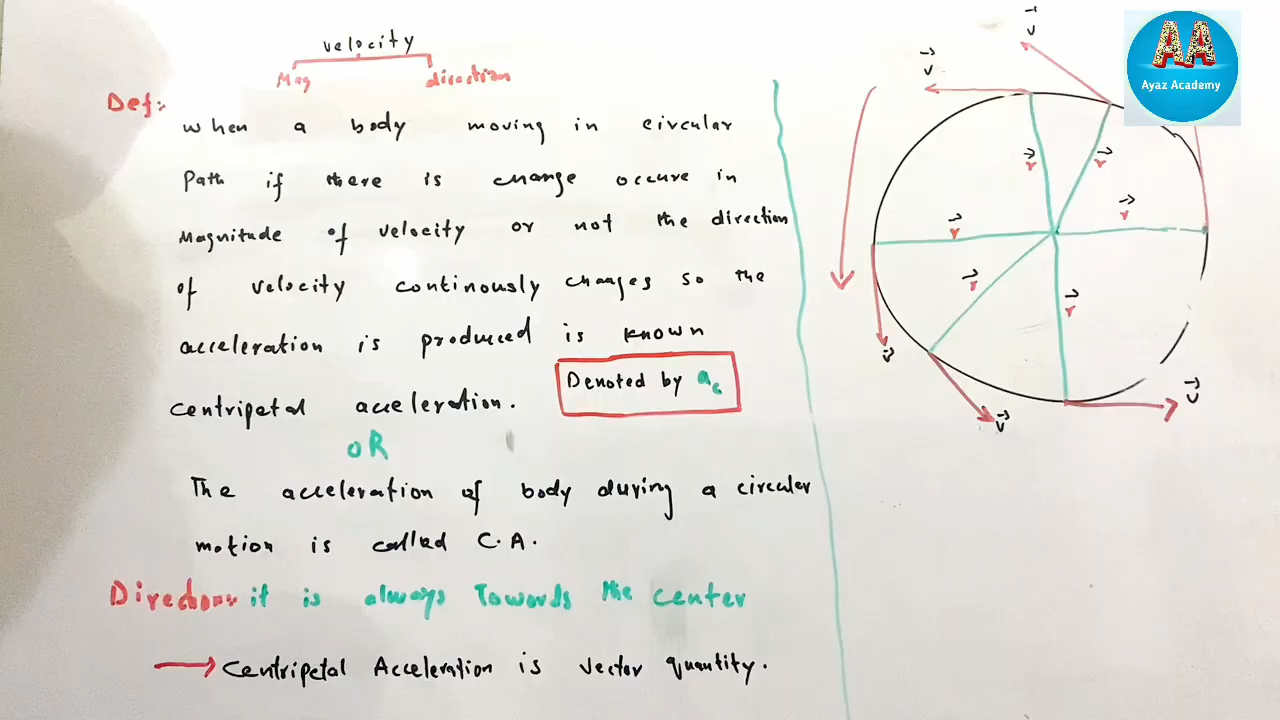 velocity
Mag direction
Def:
when a body moving in circular
Path if there is change occure in
Magnitude of velocity or not the direction
of velocity continously changes so the
acceleration is produced is known
centripetal acceleration.
Denoted by ac
OR
The acceleration of body during a circular
motion is called C.A.
Direction: it is always Towards the center
→ Centripetal Acceleration is vector quantity.
v
v
r
r
r
r
r
r
v
v
v
AA
Ayaz Academy